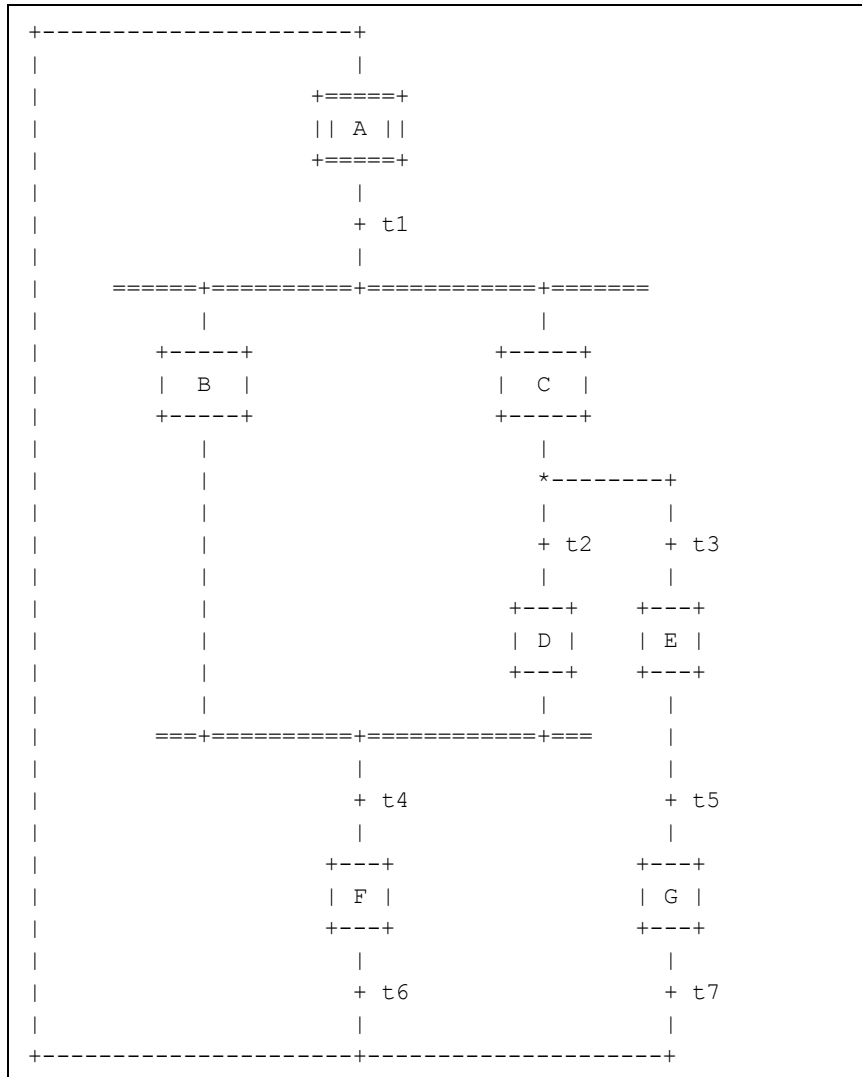 +----------------------+
|                      |
|                   +=====+
|                   || A ||
|                   +=====+
|                      |
|                      + t1
|                      |
|     ======+==========+============+=======
|           |                       |
|        +-----+                 +-----+
|        |  B  |                 |  C  |
|        +-----+                 +-----+
|           |                       |
|           |                       *--------+
|           |                       |        |
|           |                       + t2     + t3
|           |                       |        |
|           |                     +---+    +---+
|           |                     | D |    | E |
|           |                     +---+    +---+
|           |                       |        |
|        ===+==========+============+===     |
|                      |                     |
|                      + t4                  + t5
|                      |                     |
|                    +---+                 +---+
|                    | F |                 | G |
|                    +---+                 +---+
|                      |                     |
|                      + t6                  + t7
|                      |                     |
+----------------------+---------------------+